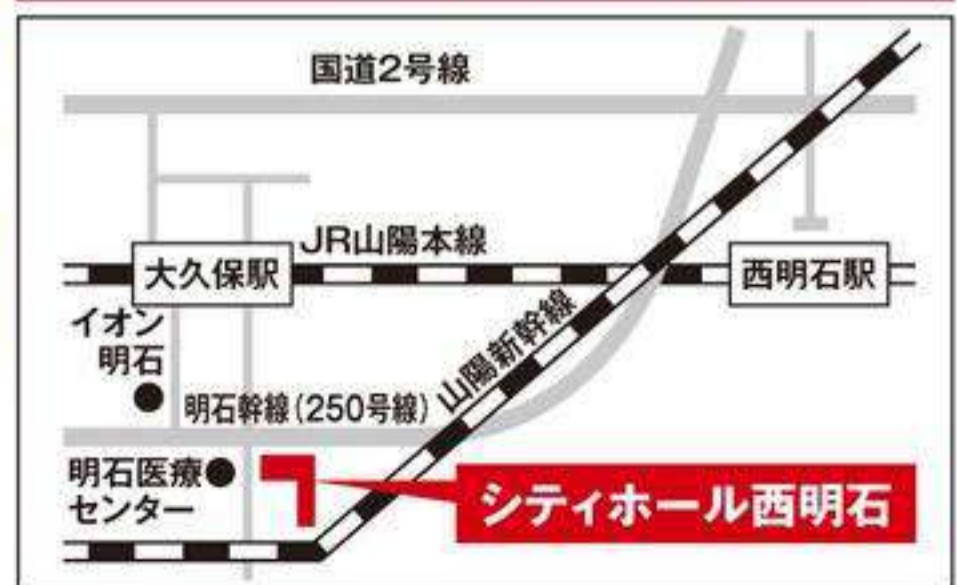 国道2号線
JR山陽本線
大久保駅
西明石駅
イオン
明石
山陽新幹線
明石幹線(250号線)
明石医療
センター
シティホール西明石